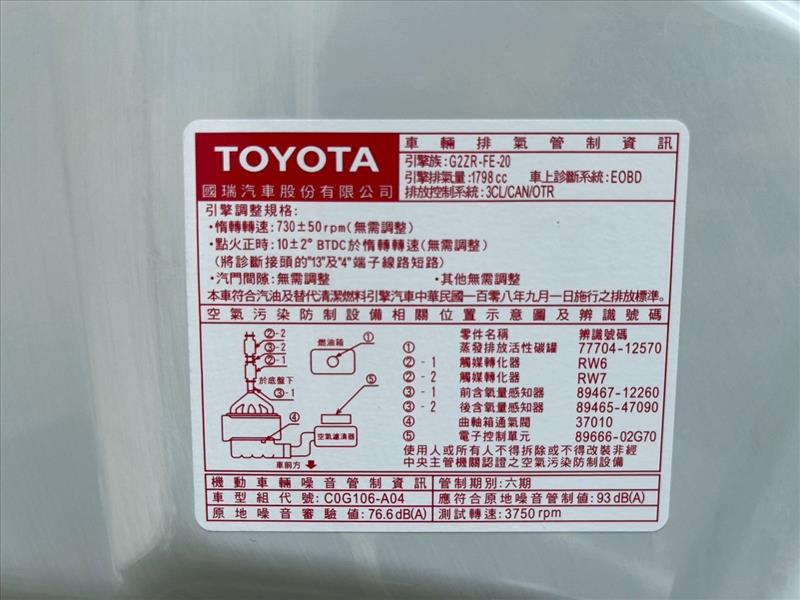 TOYOTA
國瑞汽車股份有限公司
車輛排氣管制資訊
引擎族:G2ZR-FE-20
引擎排氣量:1798cc 車上診斷系統:EOBD
排放控制系統:3CL/CAN/OTR
引擎調整規格:
•惰轉轉速:730±50rpm(無需調整)
•點火正時:10±2° BTDC於惰轉轉速(無需調整)
(將診斷接頭的"13"及"4"端子線路短路)
•汽門間隙:無需調整 •其他無需調整
本車符合汽油及替代清潔燃料引擎汽車中華民國一百零八年九月一日施行之排放標準。
空氣污染防制設備相關位置示意圖及辨識號碼
②-2
③-2
②-1
於底盤下
③-1
④
燃油箱
①
⑤
空氣濾清器
車前方
零件名稱 辨識號碼
① 蒸發排放活性碳罐 77704-12570
②-1 觸媒轉化器 RW6
②-2 觸媒轉化器 RW7
③-1 前含氧量感知器 89467-12260
③-2 後含氧量感知器 89465-47090
④ 曲軸箱通氣閥 37010
⑤ 電子控制單元 89666-02G70
使用人或所有人不得拆除或不得改裝非經
中央主管機關認證之空氣污染防制設備
機動車輛噪音管制資訊 管制期別:六期
車型組代號:C0G106-A04 應符合原地噪音管制值:93dB(A)
原地噪音審驗值:76.6dB(A) 測試轉速:3750rpm